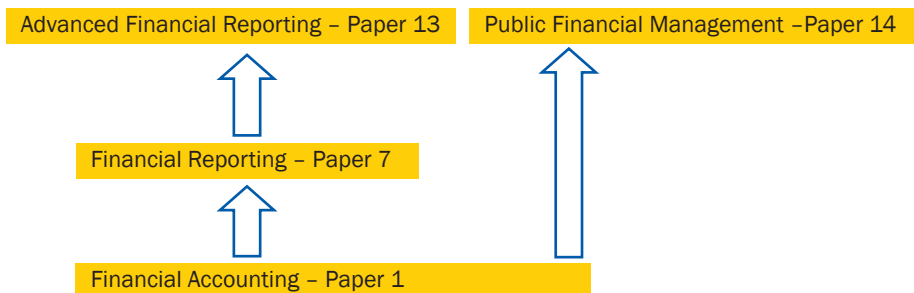 Advanced Financial Reporting – Paper 13
Public Financial Management –Paper 14
Financial Reporting – Paper 7
Financial Accounting – Paper 1